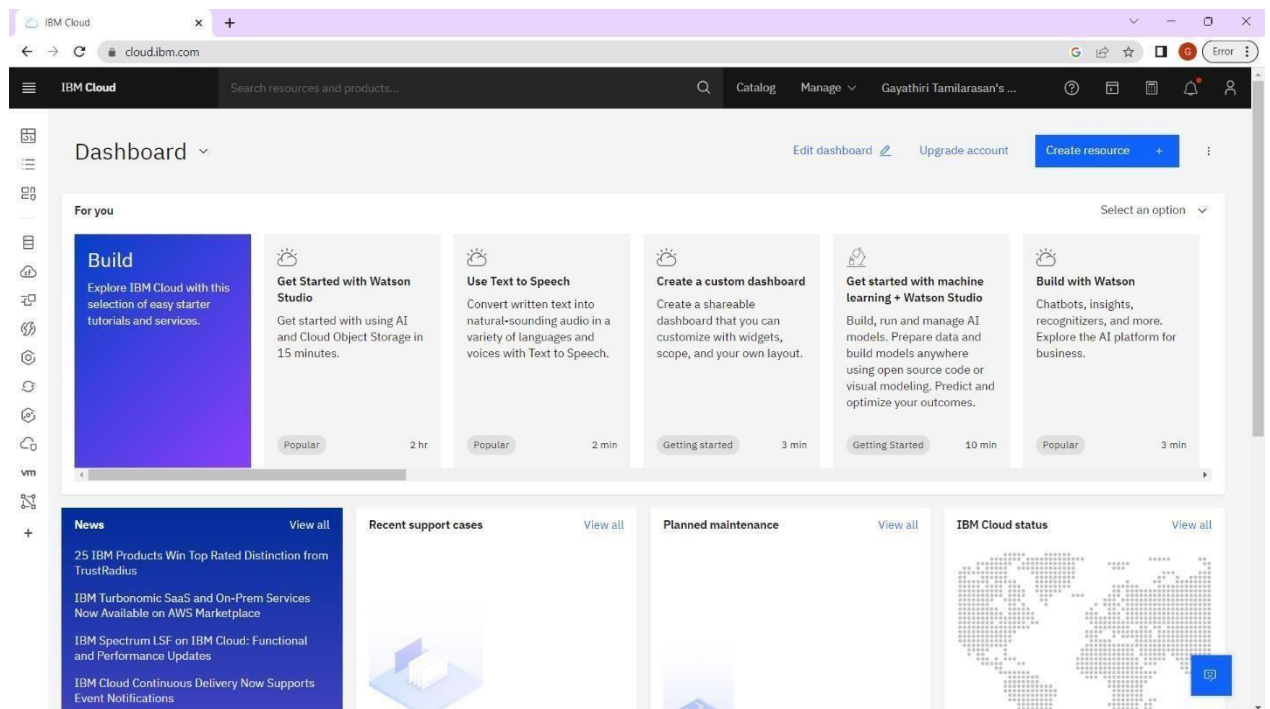 IBM Cloud
cloud.ibm.com
G
Error
IBM Cloud
Search resources and products...
Catalog
Manage
Gayathiri Tamilarasan's ...
Dashboard
Edit dashboard
Upgrade account
Create resource +
For you
Select an option
Build
Explore IBM Cloud with this
selection of easy starter
tutorials and services.
Get Started with Watson
Studio
Get started with using AI
and Cloud Object Storage in
15 minutes.
Popular
2 hr
Use Text to Speech
Convert written text into
natural-sounding audio in a
variety of languages and
voices with Text to Speech.
Popular
2 min
Create a custom dashboard
Create a shareable
dashboard that you can
customize with widgets,
scope, and your own layout.
Getting started
3 min
Get started with machine
learning + Watson Studio
Build, run and manage AI
models. Prepare data and
build models anywhere
using open source code or
visual modeling. Predict and
optimize your outcomes.
Getting Started
10 min
Build with Watson
Chatbots, insights,
recognitizers, and more.
Explore the AI platform for
business.
Popular
3 min
vm
News
View all
25 IBM Products Win Top Rated Distinction from
TrustRadius
IBM Turbonomic SaaS and On-Prem Services
Now Available on AWS Marketplace
IBM Spectrum LSF on IBM Cloud: Functional
and Performance Updates
IBM Cloud Continuous Delivery Now Supports
Event Notifications
Recent support cases
View all
Planned maintenance
View all
IBM Cloud status
View all